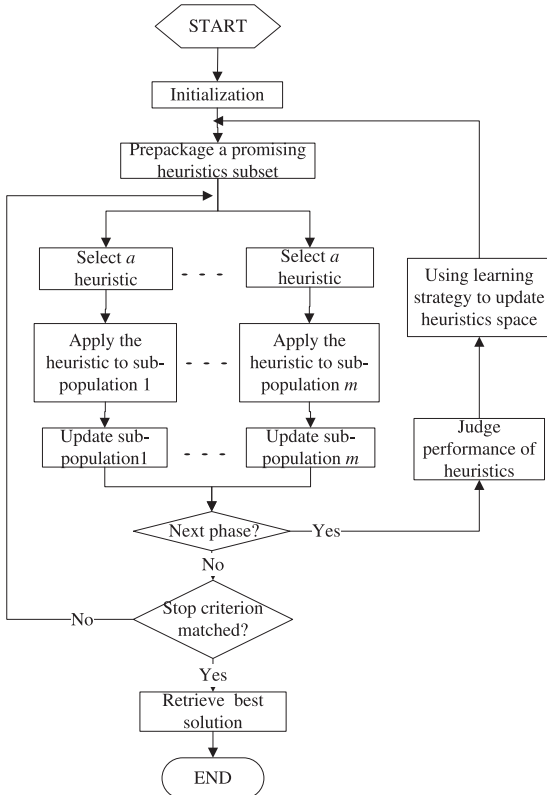 START
Initialization
Prepackage a promising
heuristics subset
Select a
heuristic
- - -
Select a
heuristic
Using learning
strategy to update
heuristics space
Apply the
heuristic to sub-
population 1
- - -
Apply the
heuristic to sub-
population m
Update sub-
population1
- - -
Update sub-
population m
Judge
performance of
heuristics
Next phase?
Yes
No
Stop criterion
matched?
No
Yes
Retrieve best
solution
END